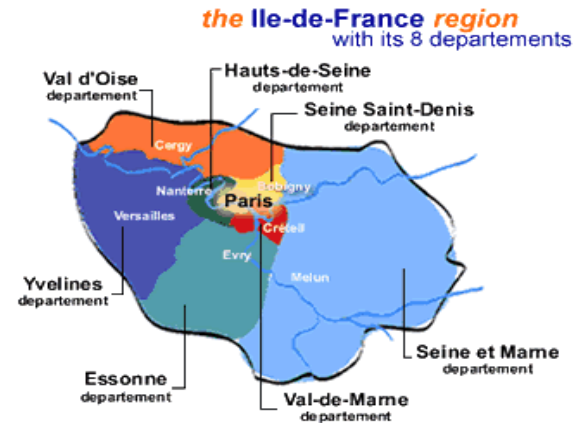 the Ile-de-France region
with its 8 departements
Hauts-de-Seine
departement
Val d'Oise
departement
Seine Saint-Denis
departement
Cergy
Nanterre
Bobigny
Paris
Versailles
Créteil
Evry
Melun
Yvelines
departement
Seine et Marne
departement
Essonne
departement
Val-de-Marne
departement